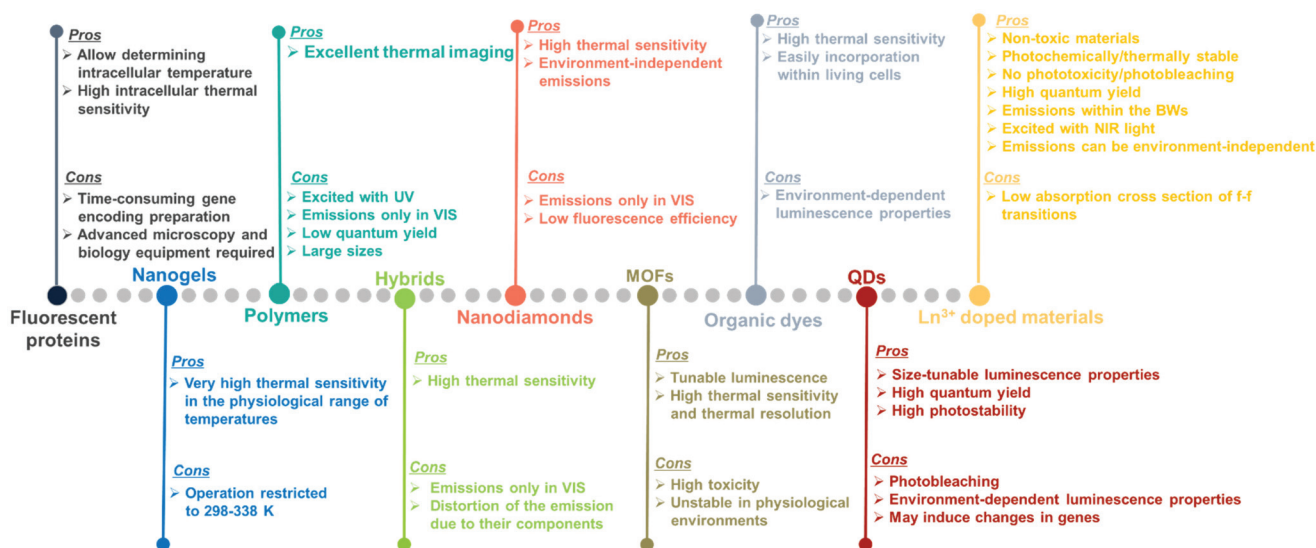 Pros
➢ Allow determining
intracellular temperature
➢ High intracellular thermal
sensitivity
Cons
➢ Time-consuming gene
encoding preparation
➢ Advanced microscopy and
biology equipment required
Fluorescent
proteins
Nanogels
Pros
➢ Very high thermal sensitivity
in the physiological range of
temperatures
Cons
➢ Operation restricted
to 298-338 K
Pros
➢ Excellent thermal imaging
Cons
➢ Excited with UV
➢ Emissions only in VIS
➢ Low quantum yield
➢ Large sizes
Polymers
Hybrids
Pros
➢ High thermal sensitivity
Cons
➢ Emissions only in VIS
➢ Distortion of the emission
due to their components
Pros
➢ High thermal sensitivity
➢ Environment-independent
emissions
Cons
➢ Emissions only in VIS
➢ Low fluorescence efficiency
Nanodiamonds
MOFs
Pros
➢ Tunable luminescence
➢ High thermal sensitivity
and thermal resolution
Cons
➢ High toxicity
➢ Unstable in physiological
environments
Pros
➢ High thermal sensitivity
➢ Easily incorporation
within living cells
Cons
➢ Environment-dependent
luminescence properties
Organic dyes
QDs
Pros
➢ Size-tunable luminescence properties
➢ High quantum yield
➢ High photostability
Cons
➢ Photobleaching
➢ Environment-dependent luminescence properties
➢ May induce changes in genes
Pros
➢ Non-toxic materials
➢ Photochemically/thermally stable
➢ No phototoxicity/photobleaching
➢ High quantum yield
➢ Emissions within the BWs
➢ Excited with NIR light
➢ Emissions can be environment-independent
Cons
➢ Low absorption cross section of f-f
transitions
Ln³⁺ doped materials